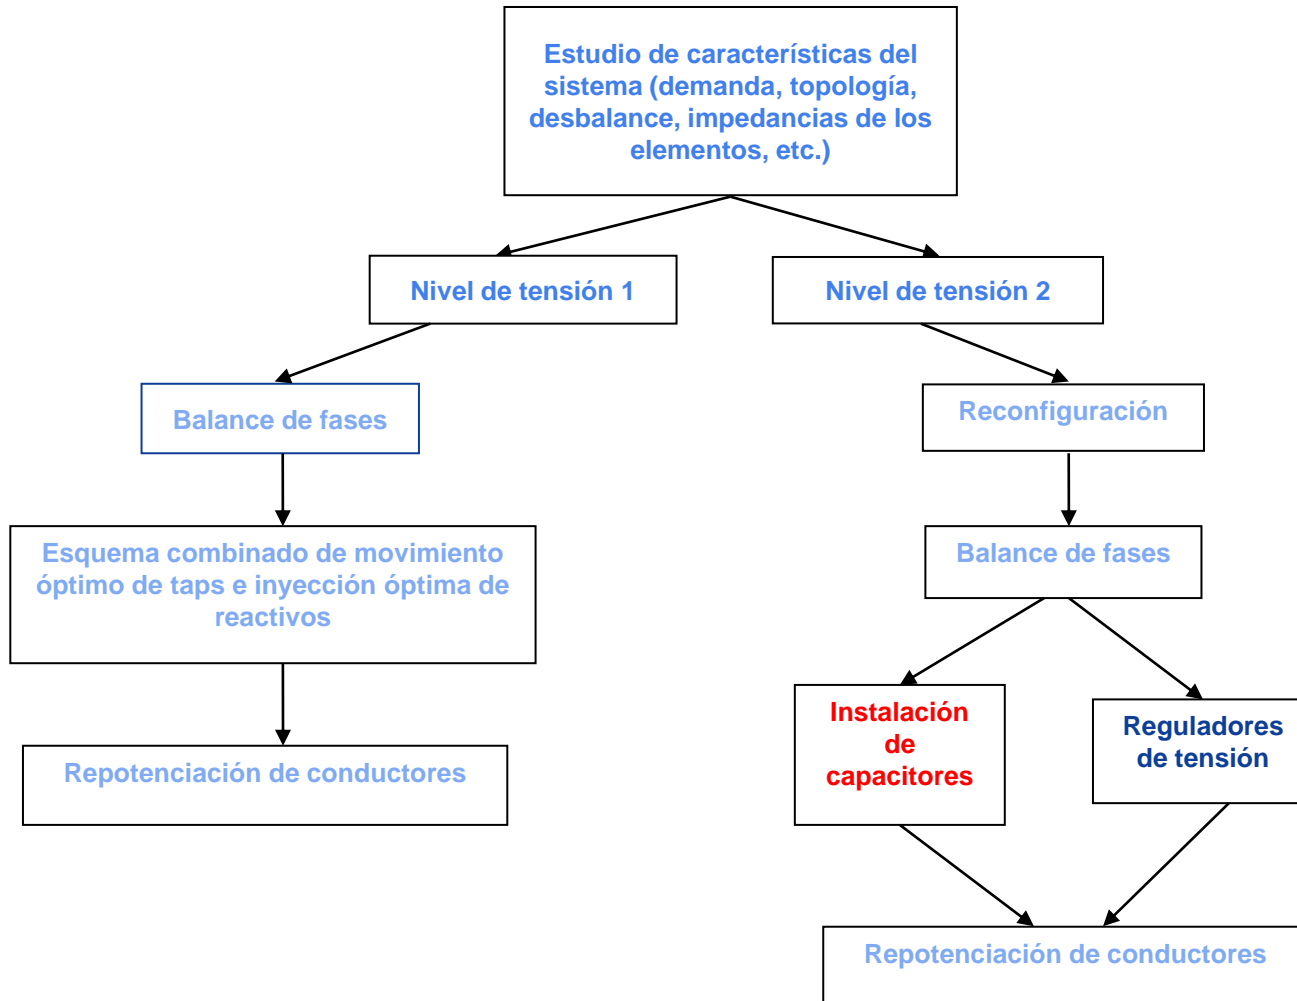 Estudio de características del
sistema (demanda, topología,
desbalance, impedancias de los
elementos, etc.)
Nivel de tensión 1
Nivel de tensión 2
Balance de fases
Reconfiguración
Esquema combinado de movimiento
óptimo de taps e inyección óptima de
reactivos
Balance de fases
Instalación
de
capacitores
Reguladores
de tensión
Repotenciación de conductores
Repotenciación de conductores